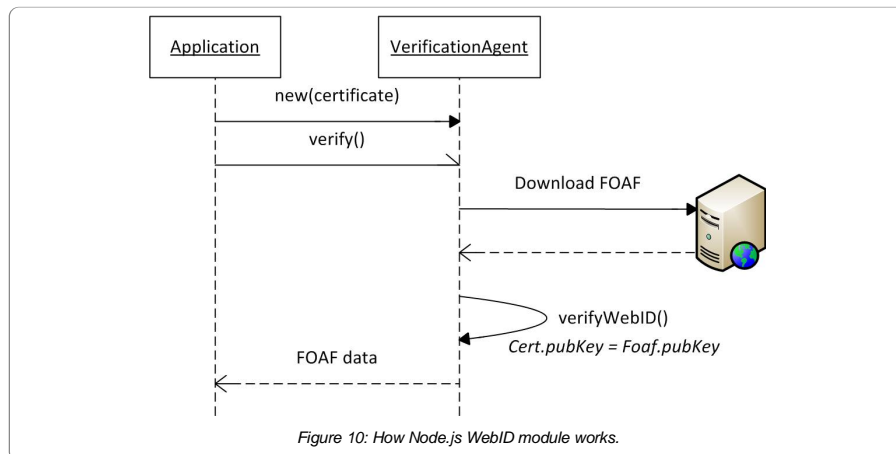 Application
VerificationAgent
new(certificate)
verify()
Download FOAF
verifyWebID()
Cert.pubKey = Foaf.pubKey
FOAF data
Figure 10: How Node.js WebID module works.